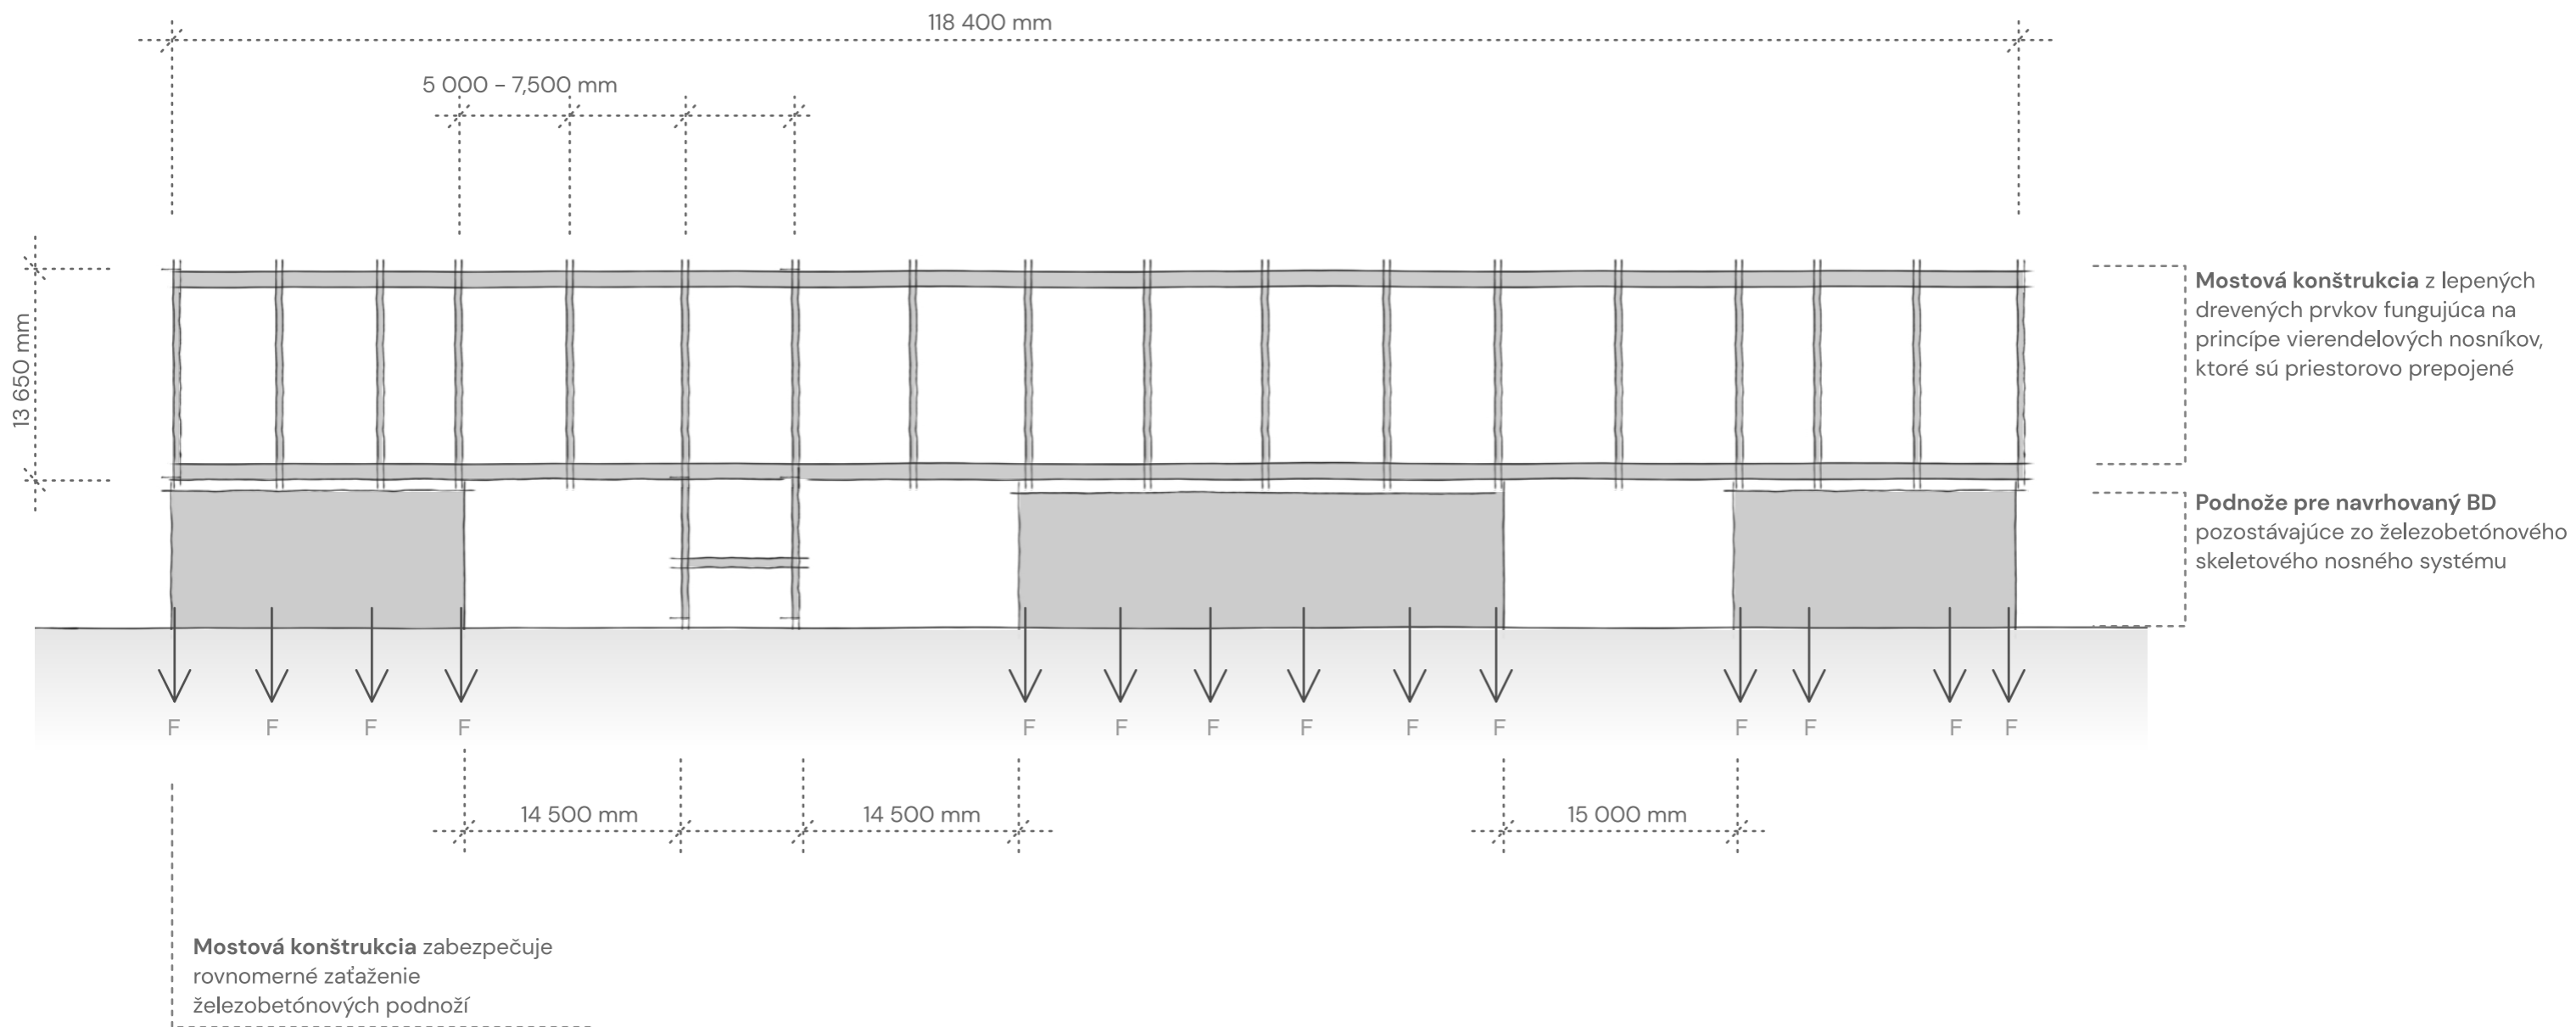 118 400 mm
5 000 - 7,500 mm
13 650 mm
Mostová konštrukcia z lepených
drevených prvkov fungujúca na
princípe vierendelových nosníkov,
ktoré sú priestorovo prepojené
Podnože pre navrhovaný BD
pozostávajúce zo železobetónového
skeletového nosného systému
F F F F F F F F F F F F F F
14 500 mm 14 500 mm 15 000 mm
Mostová konštrukcia zabezpečuje
rovnomerné zaťaženie
železobetónových podnoží